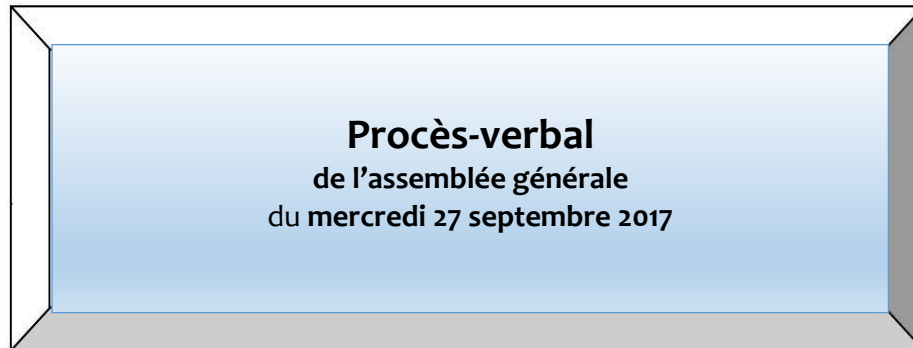 Procès-verbal
de l'assemblée générale
du mercredi 27 septembre 2017